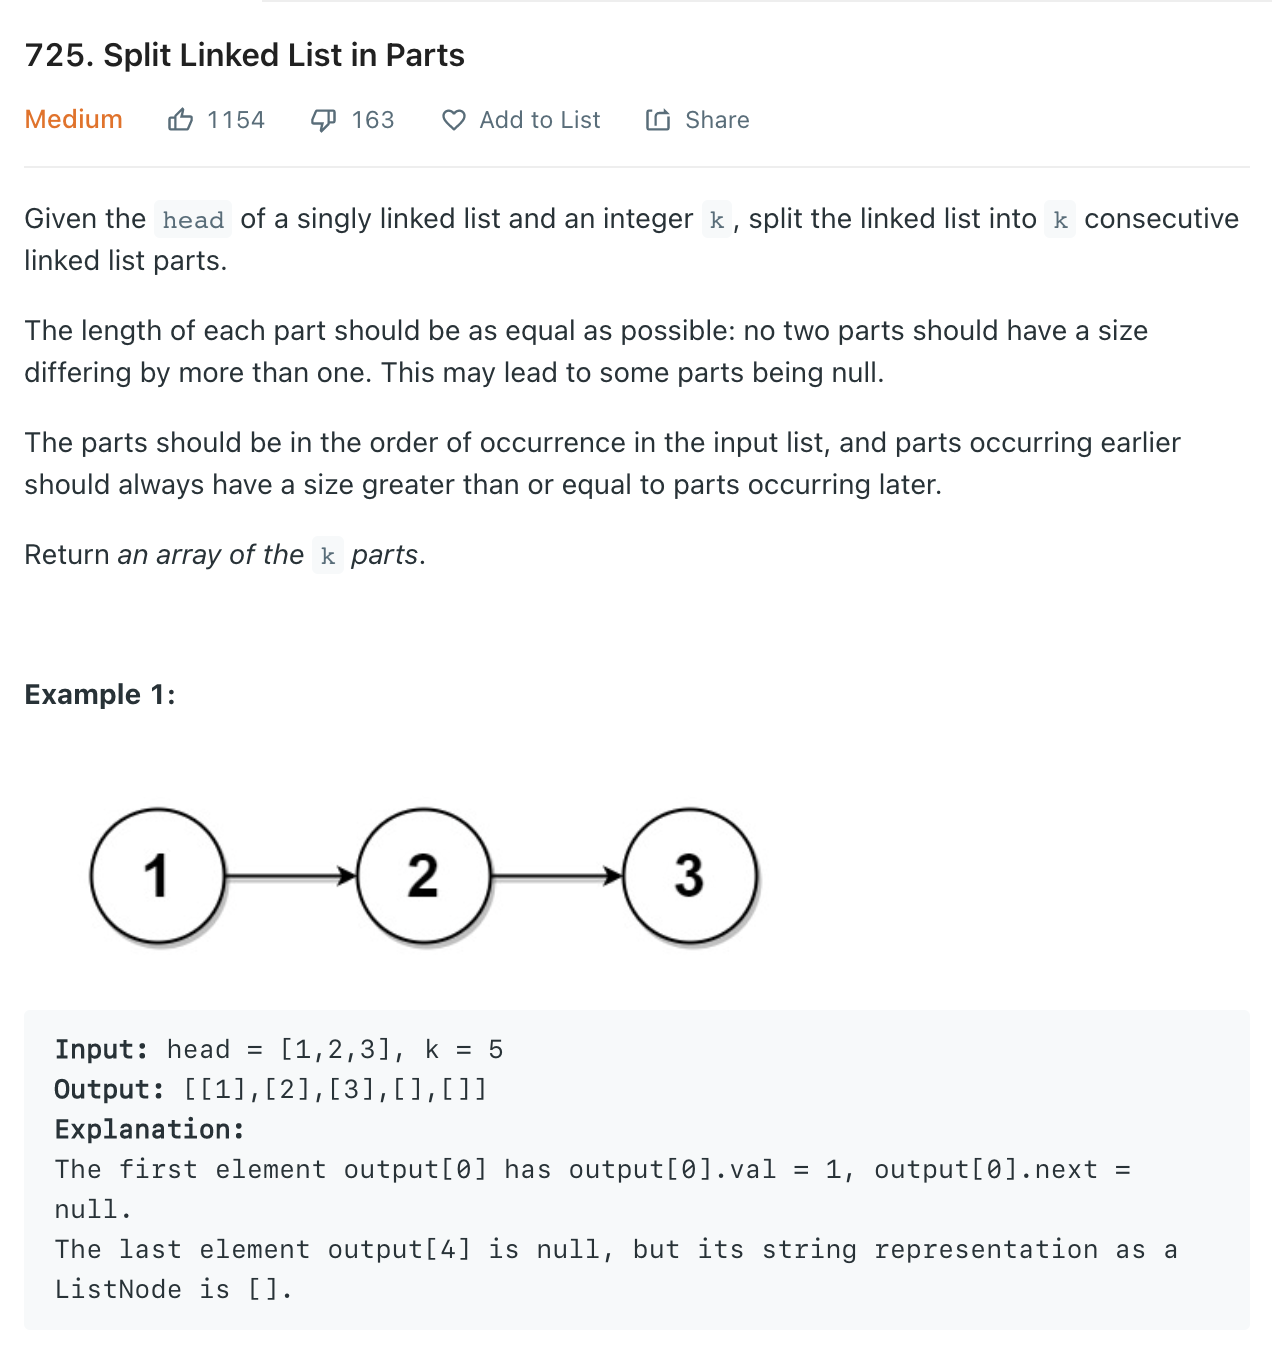 725. Split Linked List in Parts
Medium 1154 163 Add to List Share
Given the head of a singly linked list and an integer k, split the linked list into k consecutive
linked list parts.
The length of each part should be as equal as possible: no two parts should have a size
differing by more than one. This may lead to some parts being null.
The parts should be in the order of occurrence in the input list, and parts occurring earlier
should always have a size greater than or equal to parts occurring later.
Return an array of the k parts.
Example 1:
1 2 3
Input: head = [1,2,3], k = 5
Output: [[1],[2],[3],[],[]]
Explanation:
The first element output[0] has output[0].val = 1, output[0].next =
null.
The last element output[4] is null, but its string representation as a
ListNode is [].